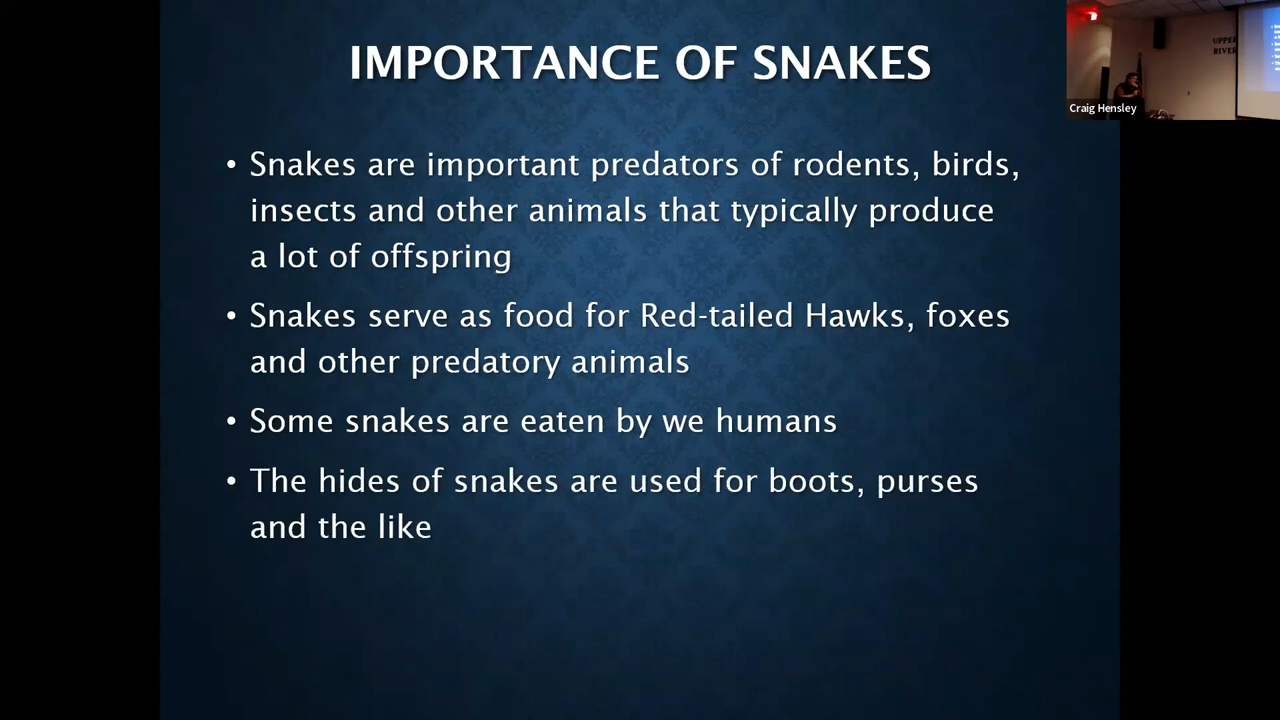 IMPORTANCE OF SNAKES
• Snakes are important predators of rodents, birds,
insects and other animals that typically produce
a lot of offspring
• Snakes serve as food for Red-tailed Hawks, foxes
and other predatory animals
• Some snakes are eaten by we humans
• The hides of snakes are used for boots, purses
and the like
UPPER
RIVER
Craig Hensley